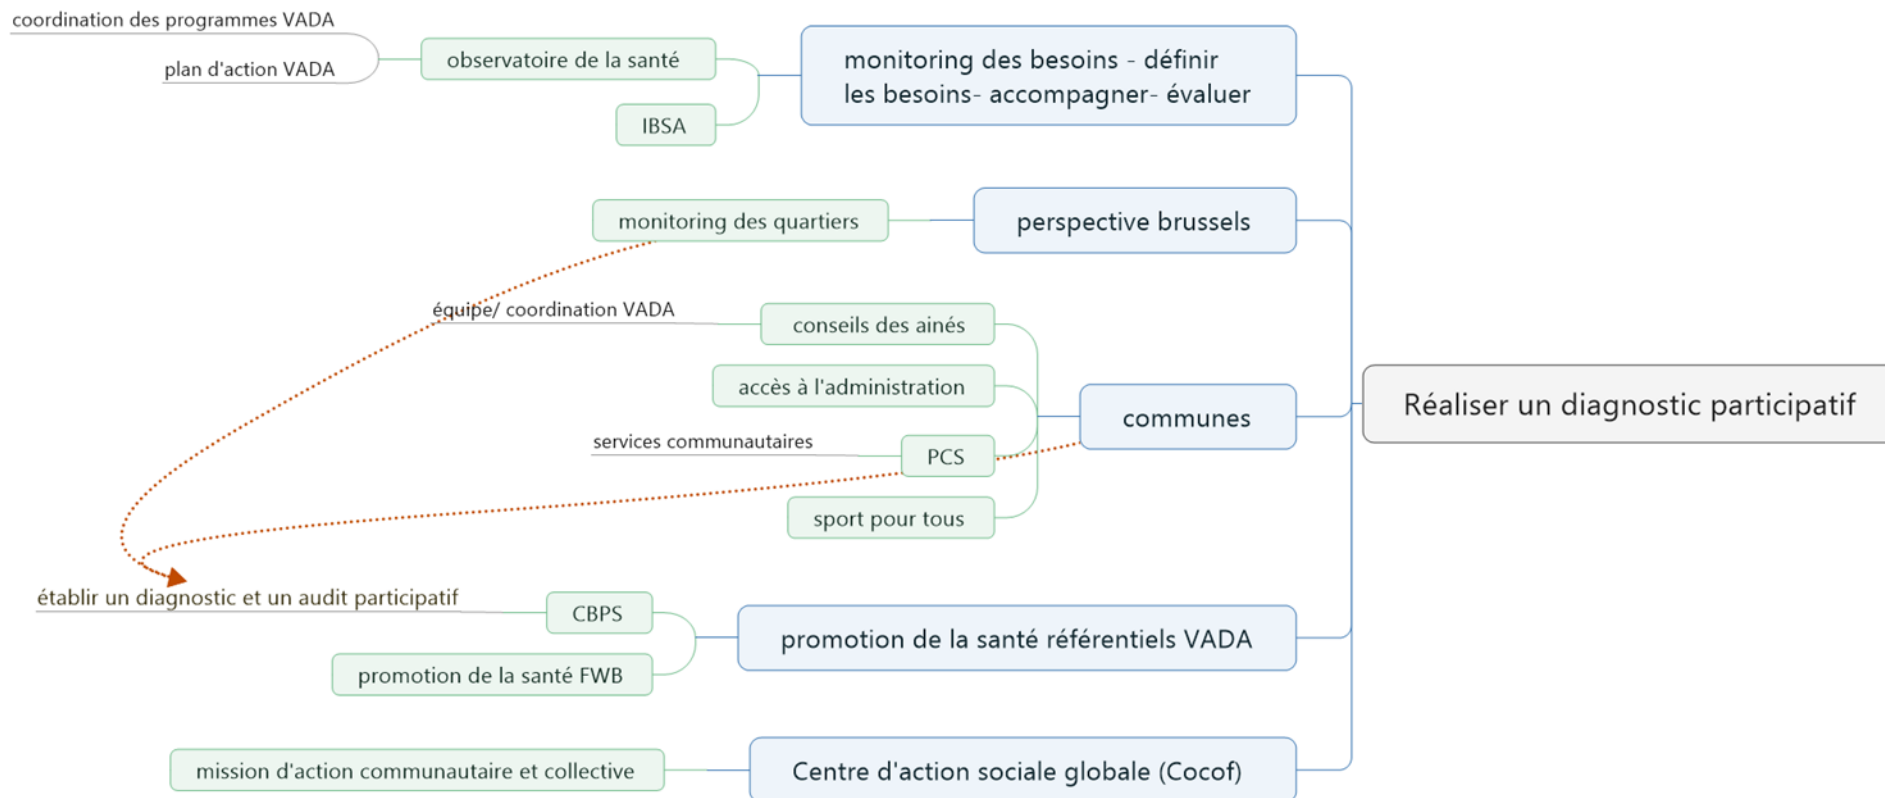 coordination des programmes VADA
plan d'action VADA
observatoire de la santé
IBSA
monitoring des besoins - définir
les besoins- accompagner- évaluer
monitoring des quartiers
perspective brussels
équipe/ coordination VADA
conseils des ainés
accès à l'administration
services communautaires
PCS
sport pour tous
communes
Réaliser un diagnostic participatif
établir un diagnostic et un audit participatif
CBPS
promotion de la santé FWB
promotion de la santé référentiels VADA
mission d'action communautaire et collective
Centre d'action sociale globale (Cocof)